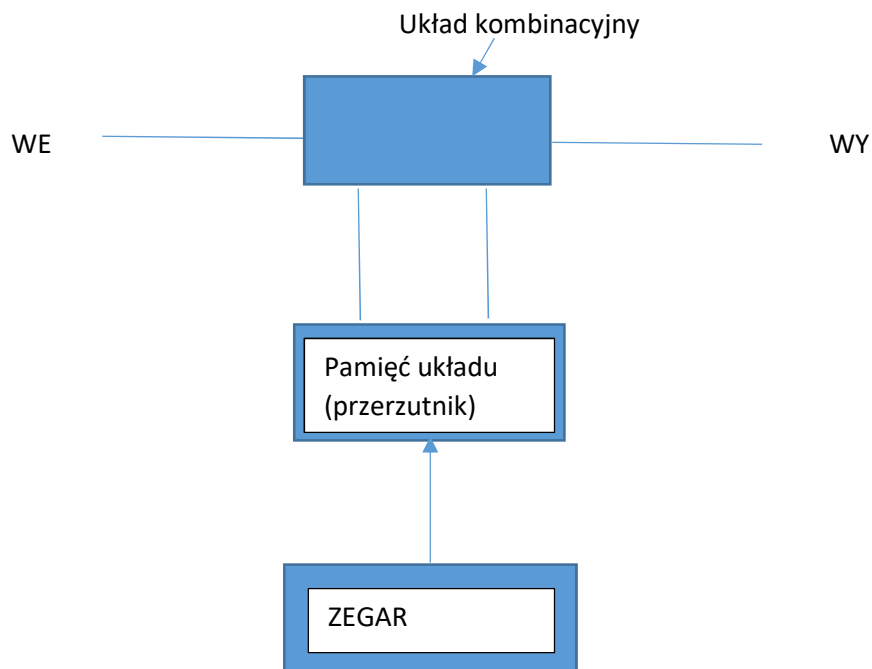 Układ kombinacyjny
WE
WY
Pamięć układu
(przerzutnik)
ZEGAR